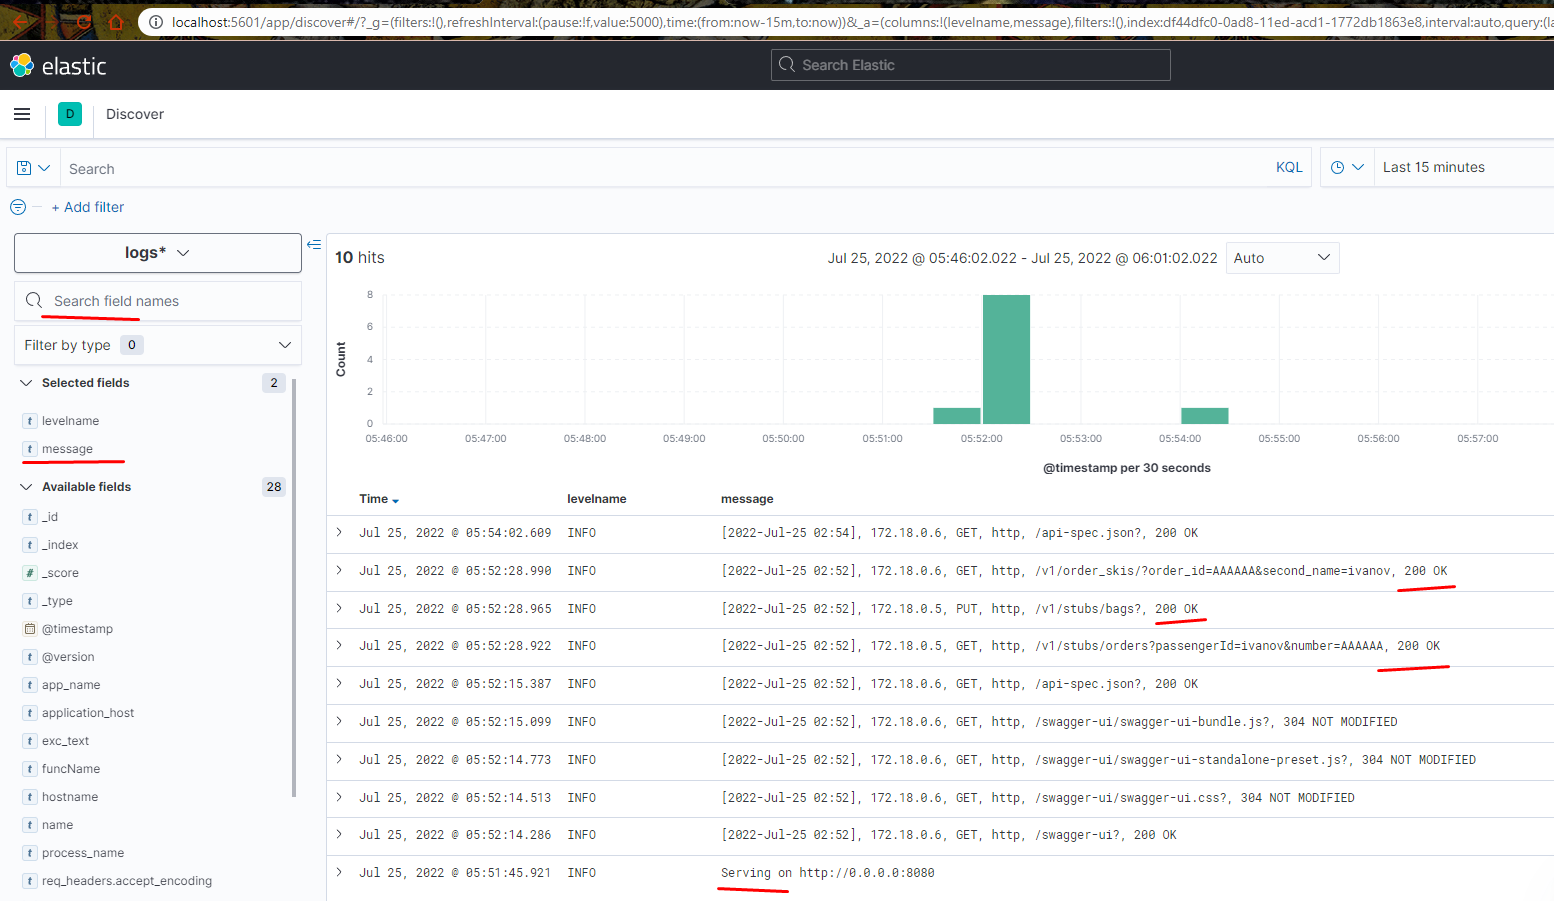 localhost:5601/app/discover#/?_g=(filters:!(),refreshInterval:(pause:!f,value:5000),time:(from:now-15m,to:now))&_a=(columns:!(levelname,message),filters:!(),index:df44dfc0-0ad8-11ed-acd1-1772db1863e8,interval:auto,query:(la
elastic
Search Elastic
D
Discover
Search
KQL
Last 15 minutes
+ Add filter
logs*
Search field names
Filter by type 0
Selected fields 2
t levelname
t message
Available fields 28
t _id
t _index
# _score
t _type
@timestamp
t @version
t app_name
t application_host
t exc_text
t funcName
t hostname
t name
t process_name
t req_headers.accept_encoding
10 hits
Jul 25, 2022 @ 05:46:02.022 - Jul 25, 2022 @ 06:01:02.022
Auto
Count
8
6
4
2
0
05:46:00 05:47:00 05:48:00 05:49:00 05:50:00 05:51:00 05:52:00 05:53:00 05:54:00 05:55:00 05:56:00 05:57:00
@timestamp per 30 seconds
Time levelname message
Jul 25, 2022 @ 05:54:02.609 INFO [2022-Jul-25 02:54], 172.18.0.6, GET, http, /api-spec.json?, 200 OK
Jul 25, 2022 @ 05:52:28.990 INFO [2022-Jul-25 02:52], 172.18.0.6, GET, http, /v1/order_skis/?order_id=AAAAAA&second_name=ivanov, 200 OK
Jul 25, 2022 @ 05:52:28.965 INFO [2022-Jul-25 02:52], 172.18.0.5, PUT, http, /v1/stubs/bags?, 200 OK
Jul 25, 2022 @ 05:52:28.922 INFO [2022-Jul-25 02:52], 172.18.0.5, GET, http, /v1/stubs/orders?passengerId=ivanov&number=AAAAAA, 200 OK
Jul 25, 2022 @ 05:52:15.387 INFO [2022-Jul-25 02:52], 172.18.0.6, GET, http, /api-spec.json?, 200 OK
Jul 25, 2022 @ 05:52:15.099 INFO [2022-Jul-25 02:52], 172.18.0.6, GET, http, /swagger-ui/swagger-ui-bundle.js?, 304 NOT MODIFIED
Jul 25, 2022 @ 05:52:14.773 INFO [2022-Jul-25 02:52], 172.18.0.6, GET, http, /swagger-ui/swagger-ui-standalone-preset.js?, 304 NOT MODIFIED
Jul 25, 2022 @ 05:52:14.513 INFO [2022-Jul-25 02:52], 172.18.0.6, GET, http, /swagger-ui/swagger-ui.css?, 304 NOT MODIFIED
Jul 25, 2022 @ 05:52:14.286 INFO [2022-Jul-25 02:52], 172.18.0.6, GET, http, /swagger-ui?, 200 OK
Jul 25, 2022 @ 05:51:45.921 INFO Serving on http://0.0.0.0:8080